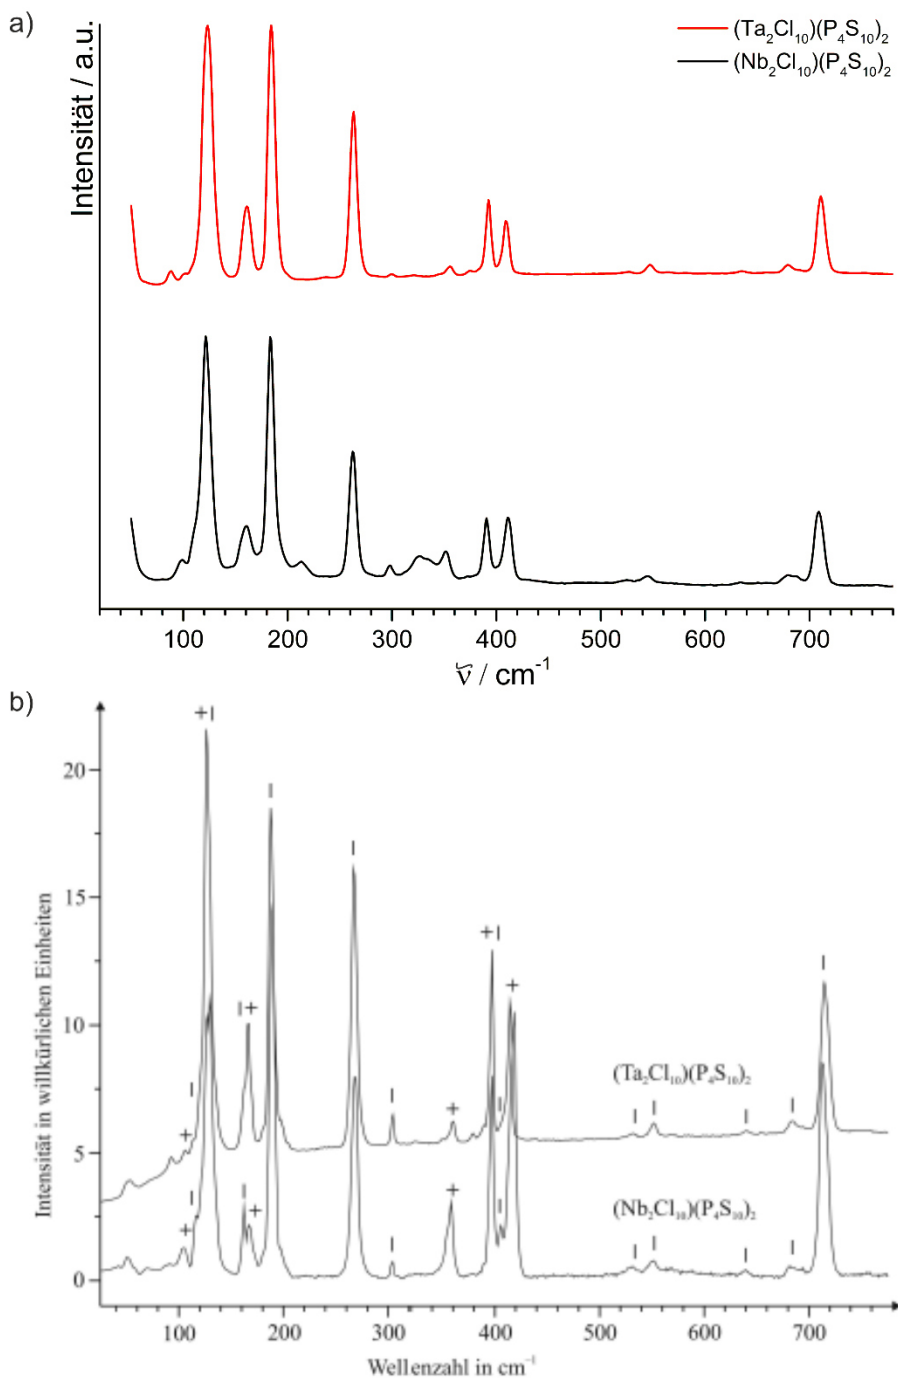 a)
Intensität / a.u.
(Ta₂Cl₁₀)(P₄S₁₀)₂
(Nb₂Cl₁₀)(P₄S₁₀)₂
100 200 300 400 500 600 700
ṽ / cm⁻¹
b)
Intensität in willkürlichen Einheiten
20
15
10
5
0
+ |
|
|
+ |
+
|
| +
|
|
+
+
|
| |
(Ta₂Cl₁₀)(P₄S₁₀)₂
| |
|
+
| +
|
+
|
(Nb₂Cl₁₀)(P₄S₁₀)₂
| |
| |
100 200 300 400 500 600 700
Wellenzahl in cm⁻¹